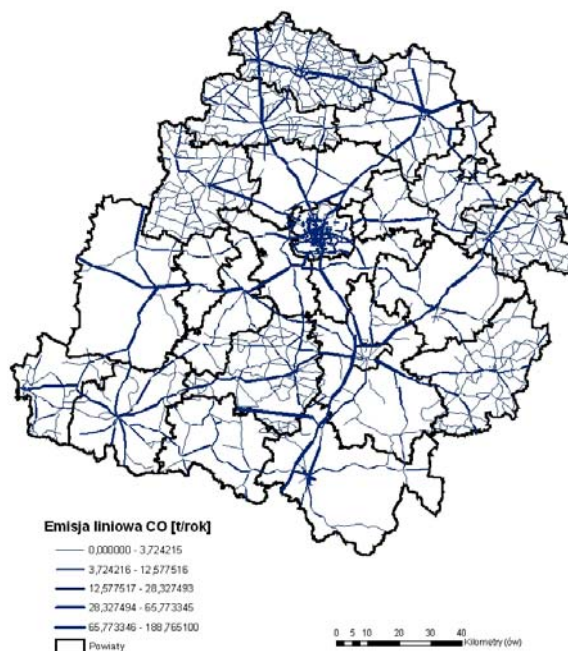 Emisja liniowa CO [t/rok]
0,000000 - 3,724215
3,724216 - 12,577516
12,577517 - 28,327493
28,327494 - 65,773345
65,773346 - 188,765100
Powiaty
0 5 10 20 30 40
Kilometry (ów)